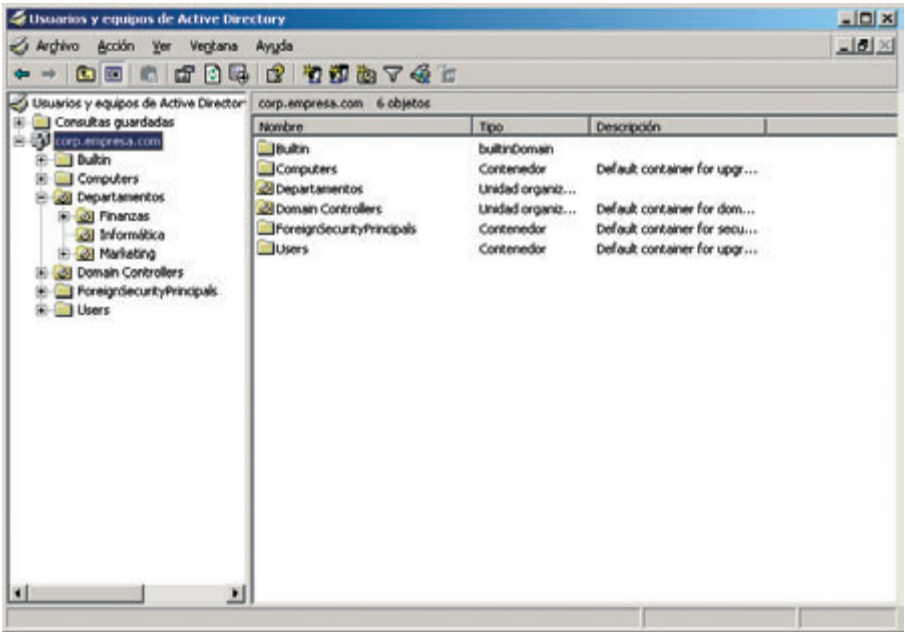 Usuarios y equipos de Active Directory
Archivo Acción Ver Ventana Ayuda
Usuarios y equipos de Active Director
Consultas guardadas
corp.empresa.com
Builtin
Computers
Departamentos
Finanzas
Informática
Marketing
Domain Controllers
ForeignSecurityPrincipals
Users
corp.empresa.com 6 objetos
Nombre Tipo Descripción
Builtin builtinDomain
Computers Contenedor Default container for upgr...
Departamentos Unidad organiz...
Domain Controllers Unidad organiz... Default container for dom...
ForeignSecurityPrincipals Contenedor Default container for secu...
Users Contenedor Default container for upgr...